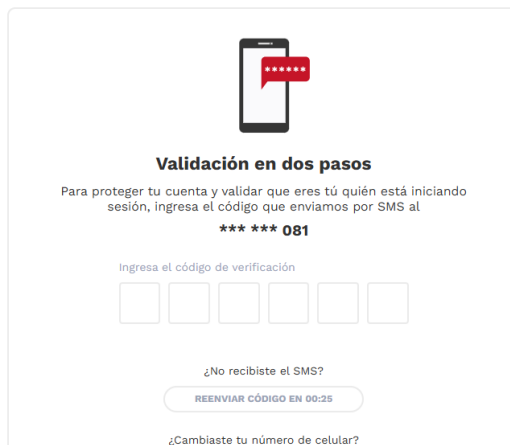 ******
Validación en dos pasos
Para proteger tu cuenta y validar que eres tú quién está iniciando
sesión, ingresa el código que enviamos por SMS al
*** *** 081
Ingresa el código de verificación
¿No recibiste el SMS?
REENVIAR CÓDIGO EN 00:25
¿Cambiaste tu número de celular?